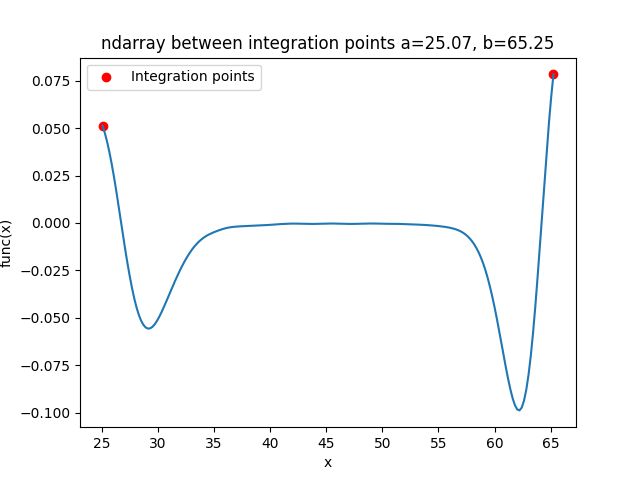 ndarray between integration points a=25.07, b=65.25
Integration points
0.075
0.050
0.025
0.000
−0.025
−0.050
−0.075
−0.100
func(x)
25 30 35 40 45 50 55 60 65
x